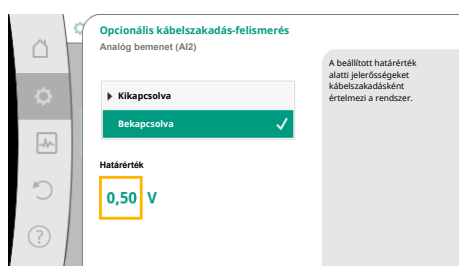 Opcionális kábelszakadás-felismerés
Analóg bemenet (AI2)
A beállított határérték
alatti jelerősségeket
kábelszakadásként
értelmezi a rendszer.
Kikapcsolva
Bekapcsolva
Határérték
0,50 V
?